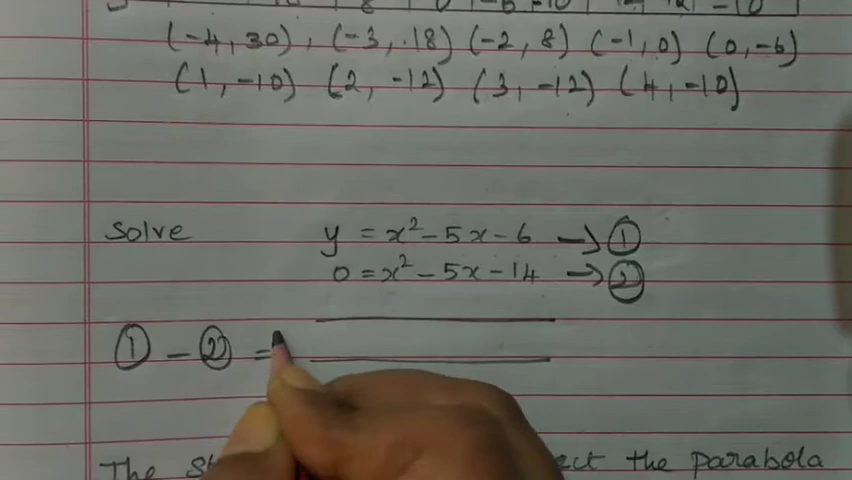 (-4, 30), (-3, 18) (-2, 8) (-1, 0) (0, -6)
(1, -10) (2, -12) (3, -12) (4, -10)
Solve y = x² - 5x - 6 → ①
0 = x² - 5x - 14 → ②
① - ② =
The the parabola